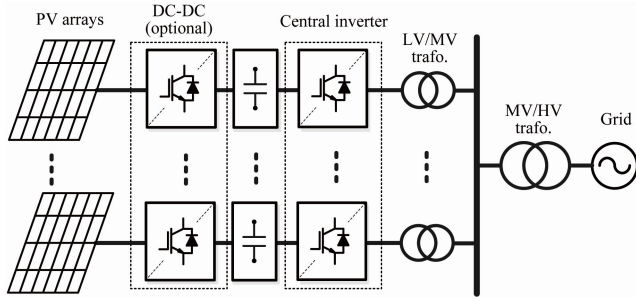 PV arrays
DC-DC
(optional)
Central inverter
LV/MV
trafo.
MV/HV
trafo.
Grid